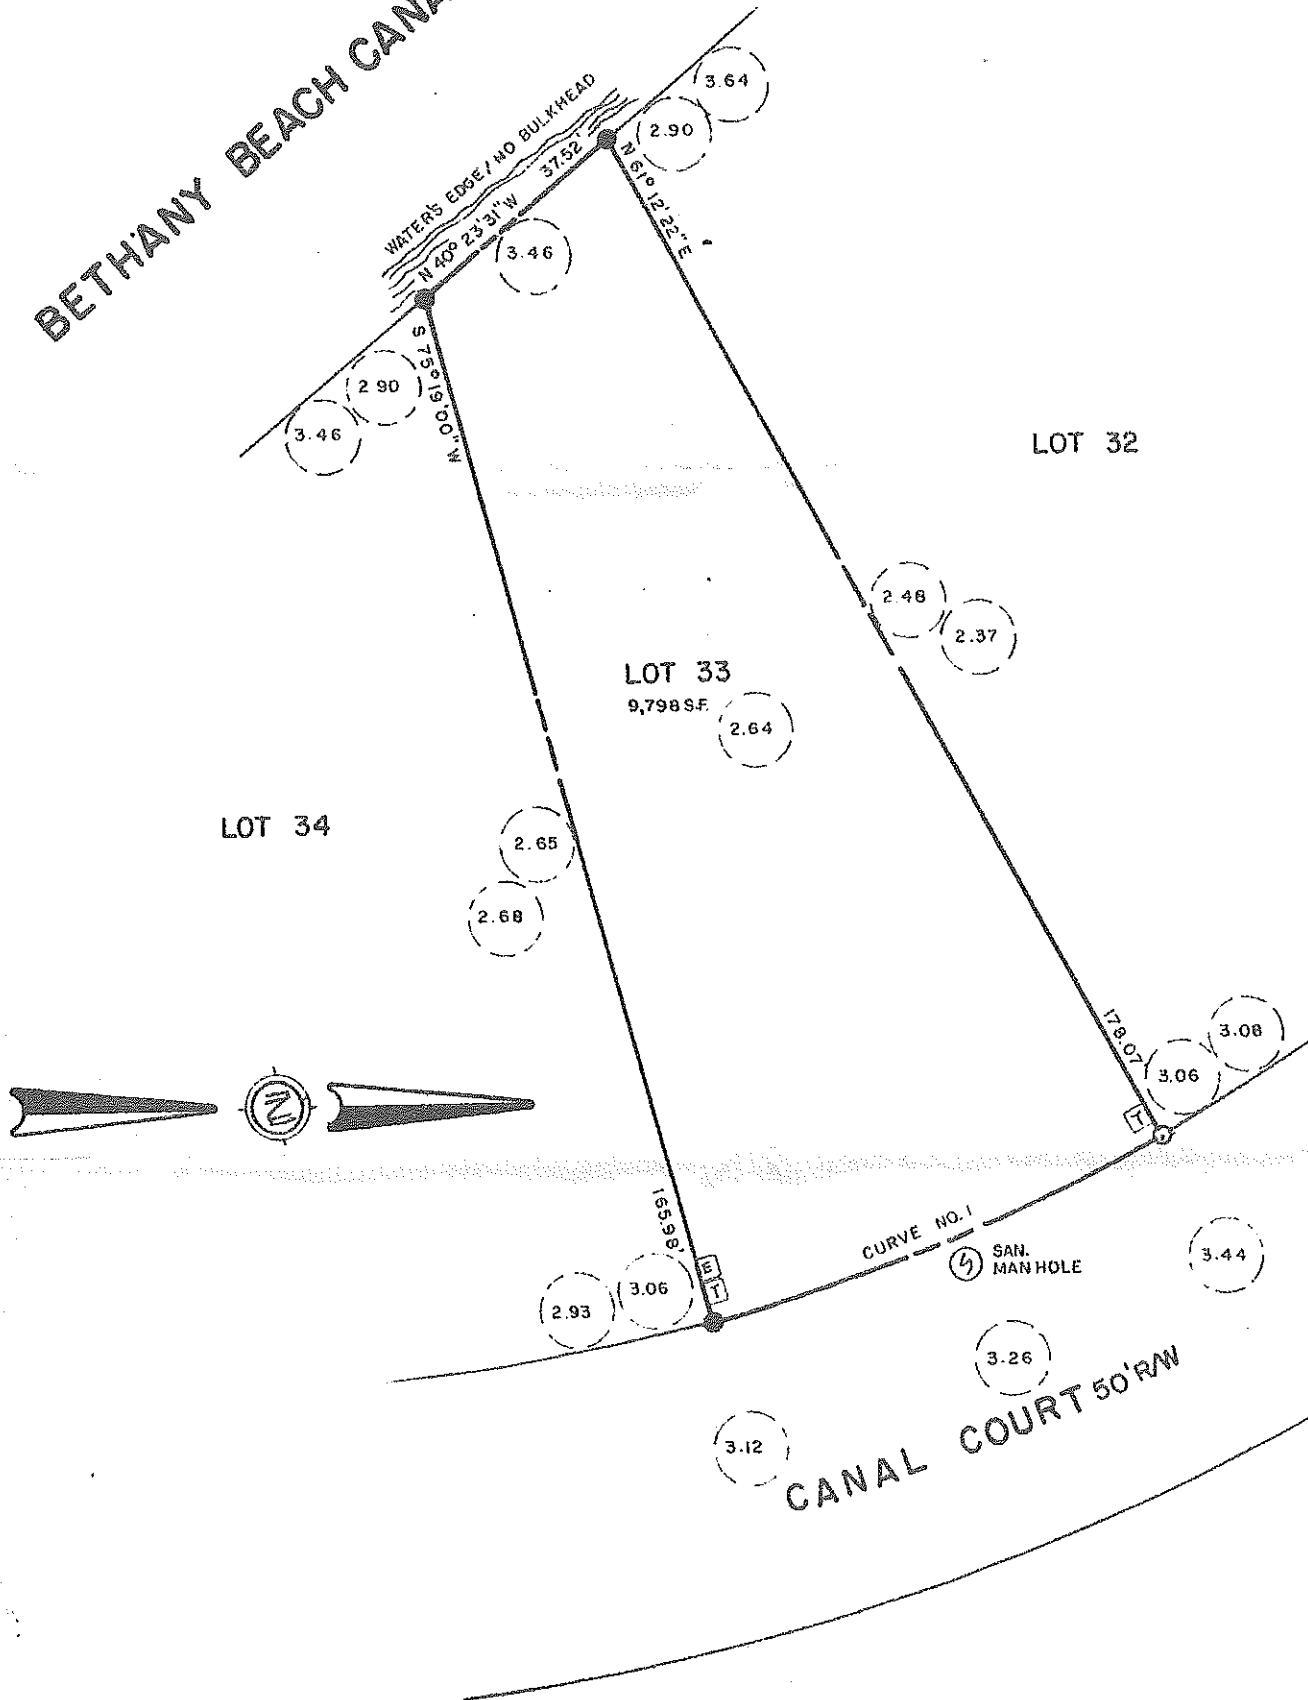 BETHANY BEACH CANA
3.64
2.90
WATER'S EDGE / NO BULKHEAD
N 40° 23' 31" W 37.52'
N 61° 12' 22" E
3.46
S 75° 19' 00" W
2.90
3.46
LOT 32
2.48
2.37
LOT 33
9,798 S.F.
2.64
LOT 34
2.65
2.68
178.07'
3.08
3.06
T
N
165.98'
CURVE NO. 1
E
T
S SAN.
MAN HOLE
3.44
3.06
2.93
3.26
3.12
CANAL COURT 50' R/W